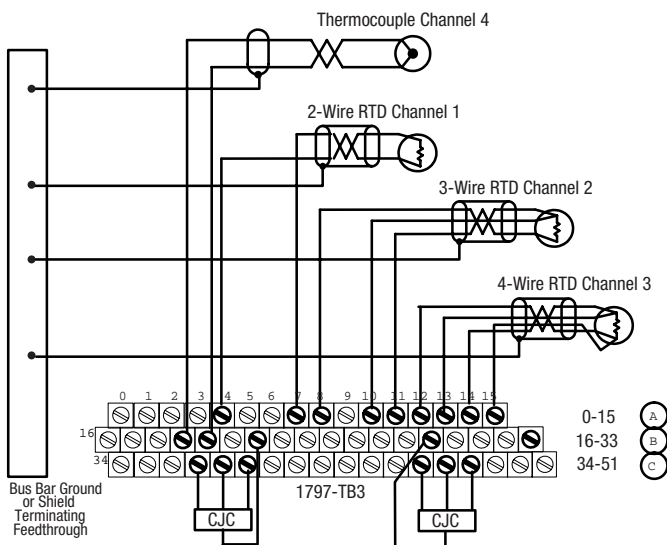 Thermocouple Channel 4
2-Wire RTD Channel 1
3-Wire RTD Channel 2
4-Wire RTD Channel 3
0 1 2 3 4 5 6 7 8 9 10 11 12 13 14 15
0-15 A
16
16-33 B
34
34-51 C
1797-TB3
CJC CJC
Bus Bar Ground
or Shield
Terminating
Feedthrough